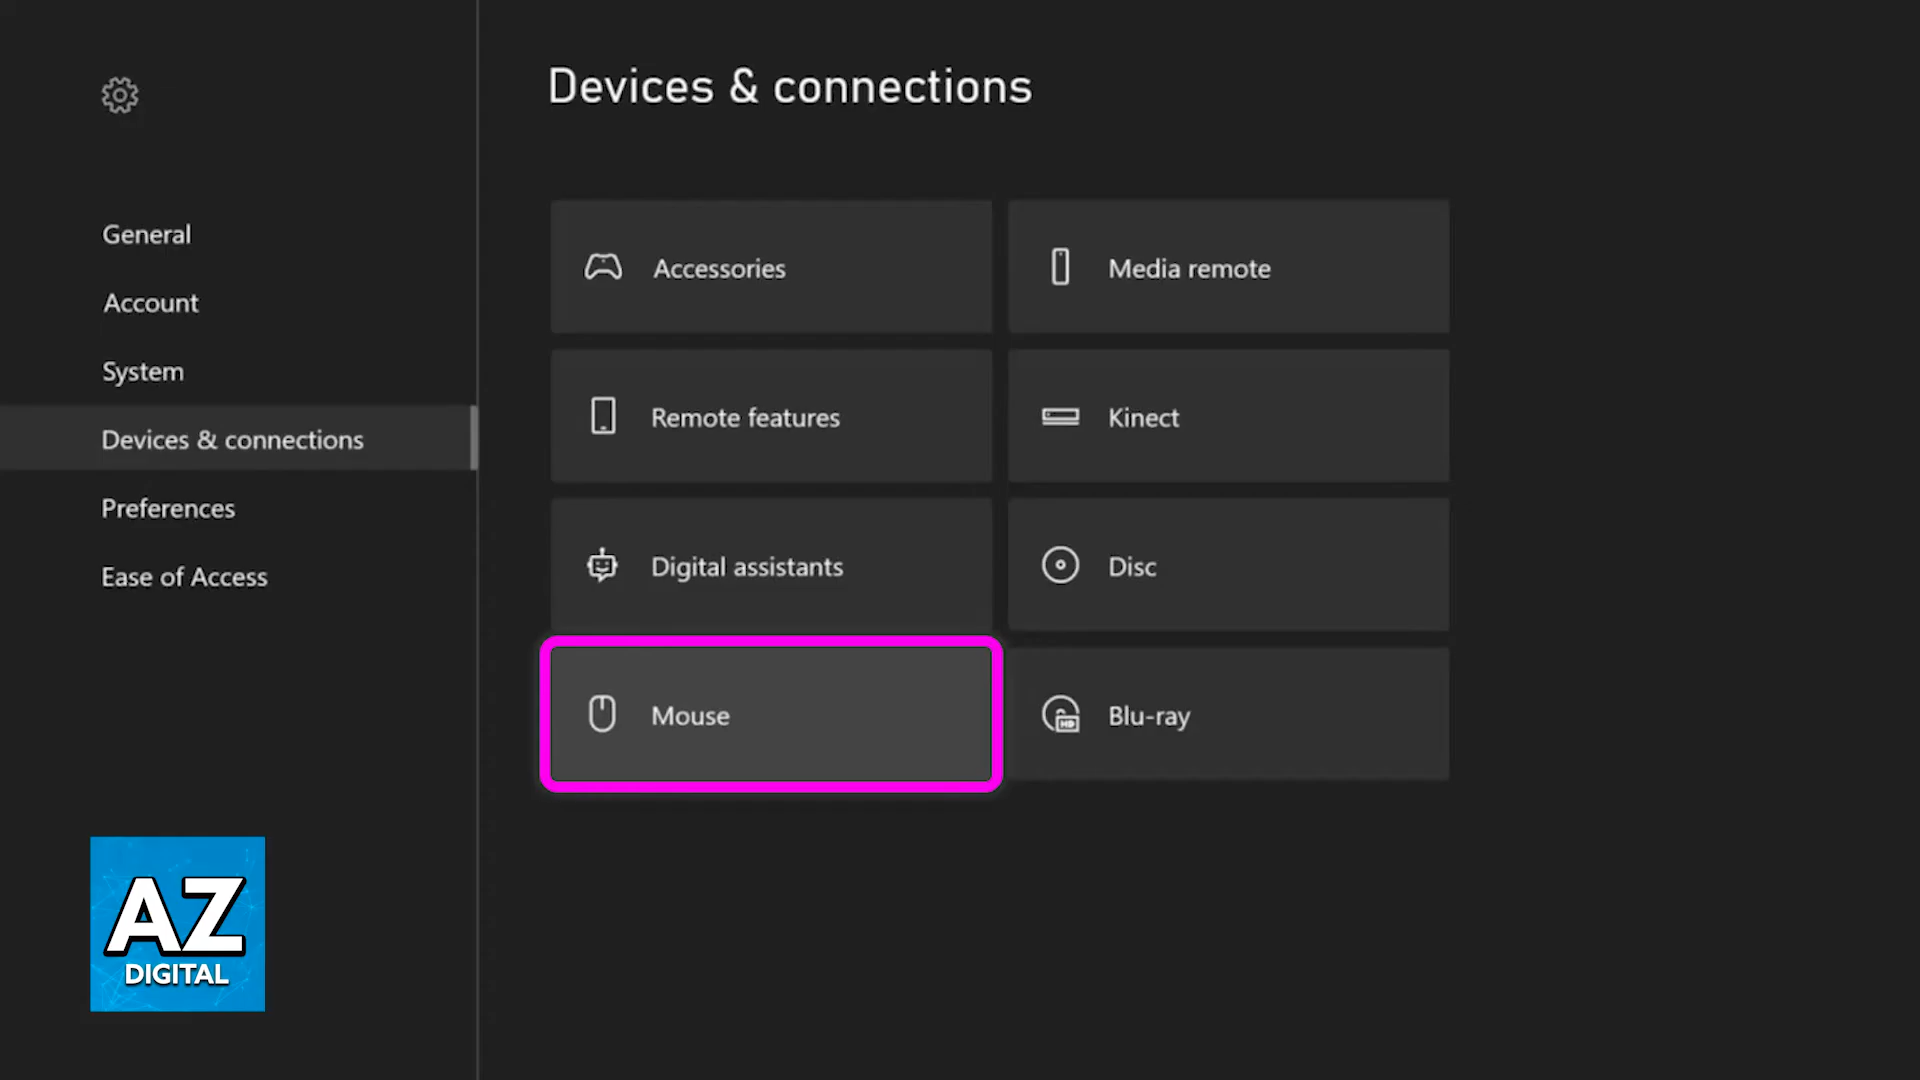 Devices & connections
General
Account
System
Devices & connections
Preferences
Ease of Access
Accessories
Media remote
Remote features
Kinect
Digital assistants
Disc
Mouse
HD
Blu-ray
AZ
DIGITAL